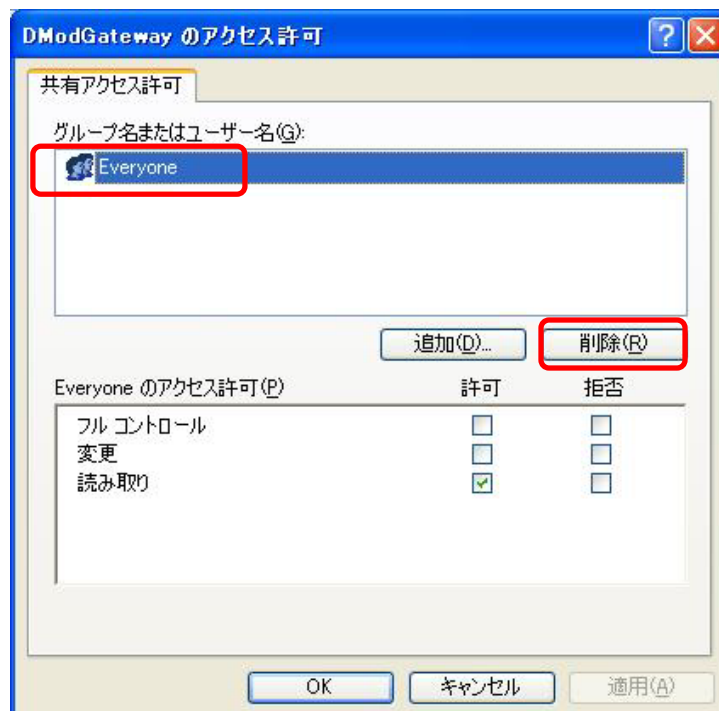 DModGateway のアクセス許可
共有アクセス許可
グループ名またはユーザー名(G):
Everyone
追加(D)... 削除(R)
Everyone のアクセス許可(P) 許可 拒否
フル コントロール
変更
読み取り
OK キャンセル 適用(A)